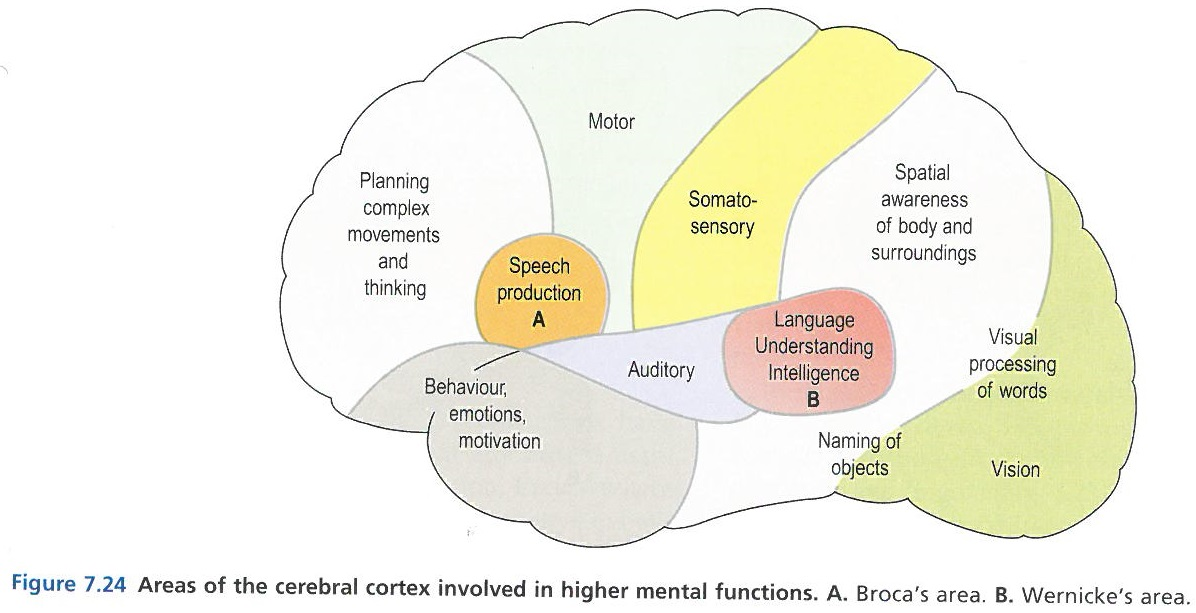 Motor
Planning
complex
movements
and
thinking
Somato-
sensory
Spatial
awareness
of body and
surroundings
Speech
production
A
Language
Understanding
Intelligence
B
Auditory
Visual
processing
of words
Behaviour,
emotions,
motivation
Naming of
objects
Vision
Figure 7.24 Areas of the cerebral cortex involved in higher mental functions. A. Broca's area. B. Wernicke's area.